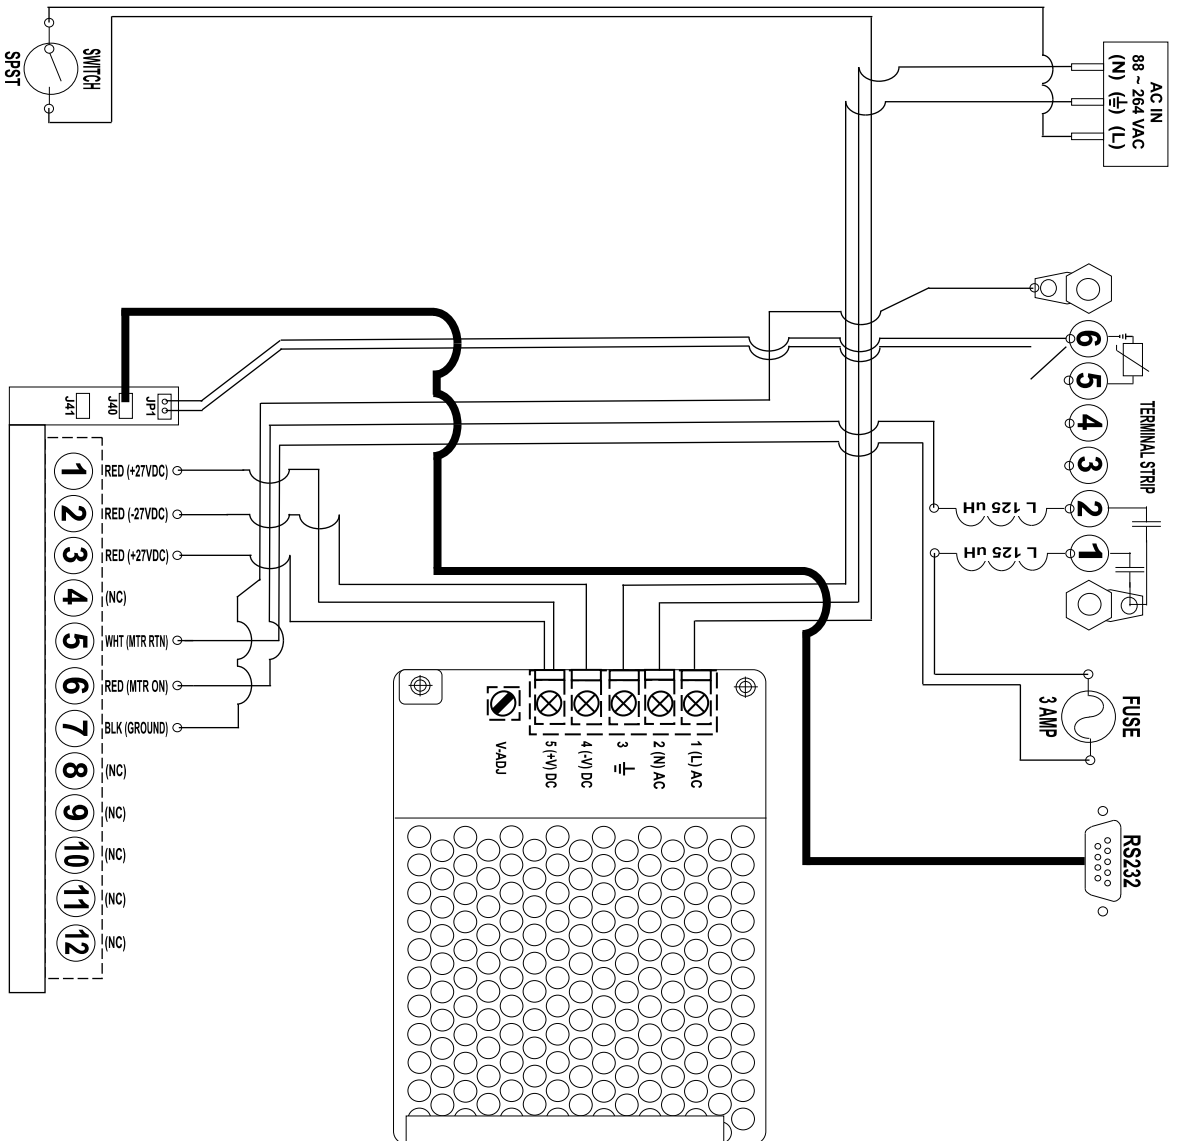 SWITCH
SPST
AC IN
88 ~ 264 VAC
(N) (L)
6
5
4
3
2
1
TERMINAL STRIP
L 125 uH
L 125 uH
FUSE
3 AMP
RS232
J41
J40
JP1
1 RED (+27VDC)
2 RED (-27VDC)
3 RED (+27VDC)
4 (NC)
5 WHT (MTR RTN)
6 RED (MTR ON)
7 BLK (GROUND)
8 (NC)
9 (NC)
10 (NC)
11 (NC)
12 (NC)
V-ADJ
5 (+V) DC
4 (-V) DC
3
2 (N) AC
1 (L) AC